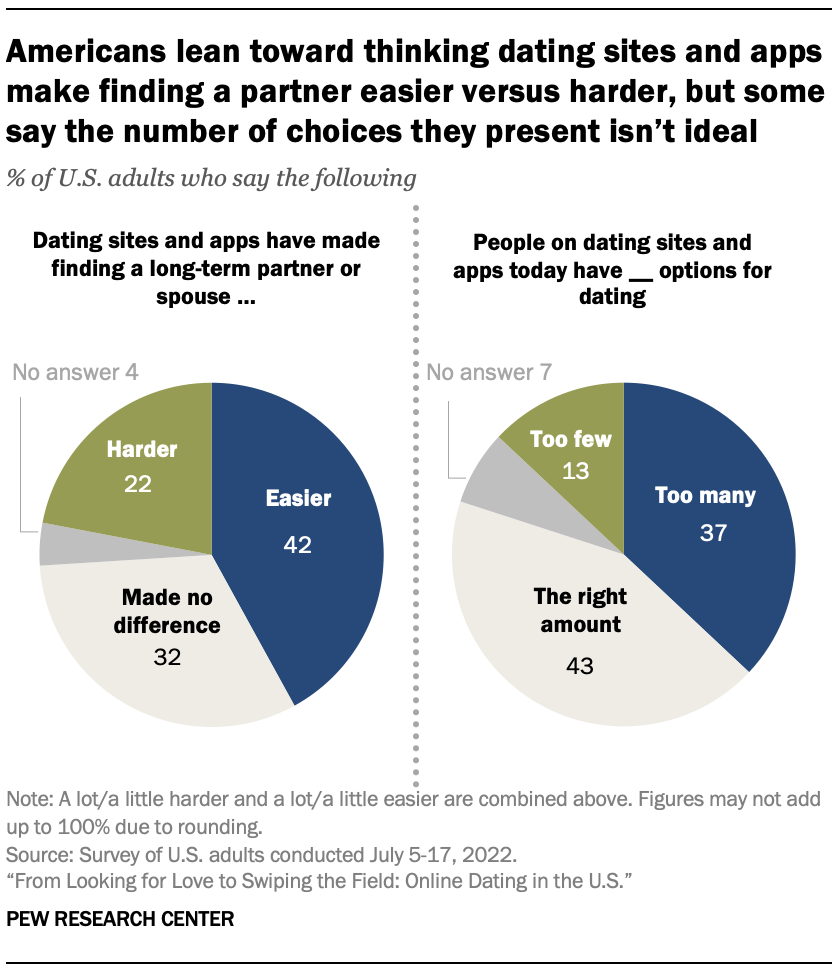 Americans lean toward thinking dating sites and apps
make finding a partner easier versus harder, but some
say the number of choices they present isn’t ideal
% of U.S. adults who say the following
Dating sites and apps have made
finding a long-term partner or
spouse ...
No answer 4
Harder
22
Easier
42
Made no
difference
32
People on dating sites and
apps today have __ options for
dating
No answer 7
Too few
13
Too many
37
The right
amount
43
Note: A lot/a little harder and a lot/a little easier are combined above. Figures may not add
up to 100% due to rounding.
Source: Survey of U.S. adults conducted July 5-17, 2022.
“From Looking for Love to Swiping the Field: Online Dating in the U.S.”
PEW RESEARCH CENTER